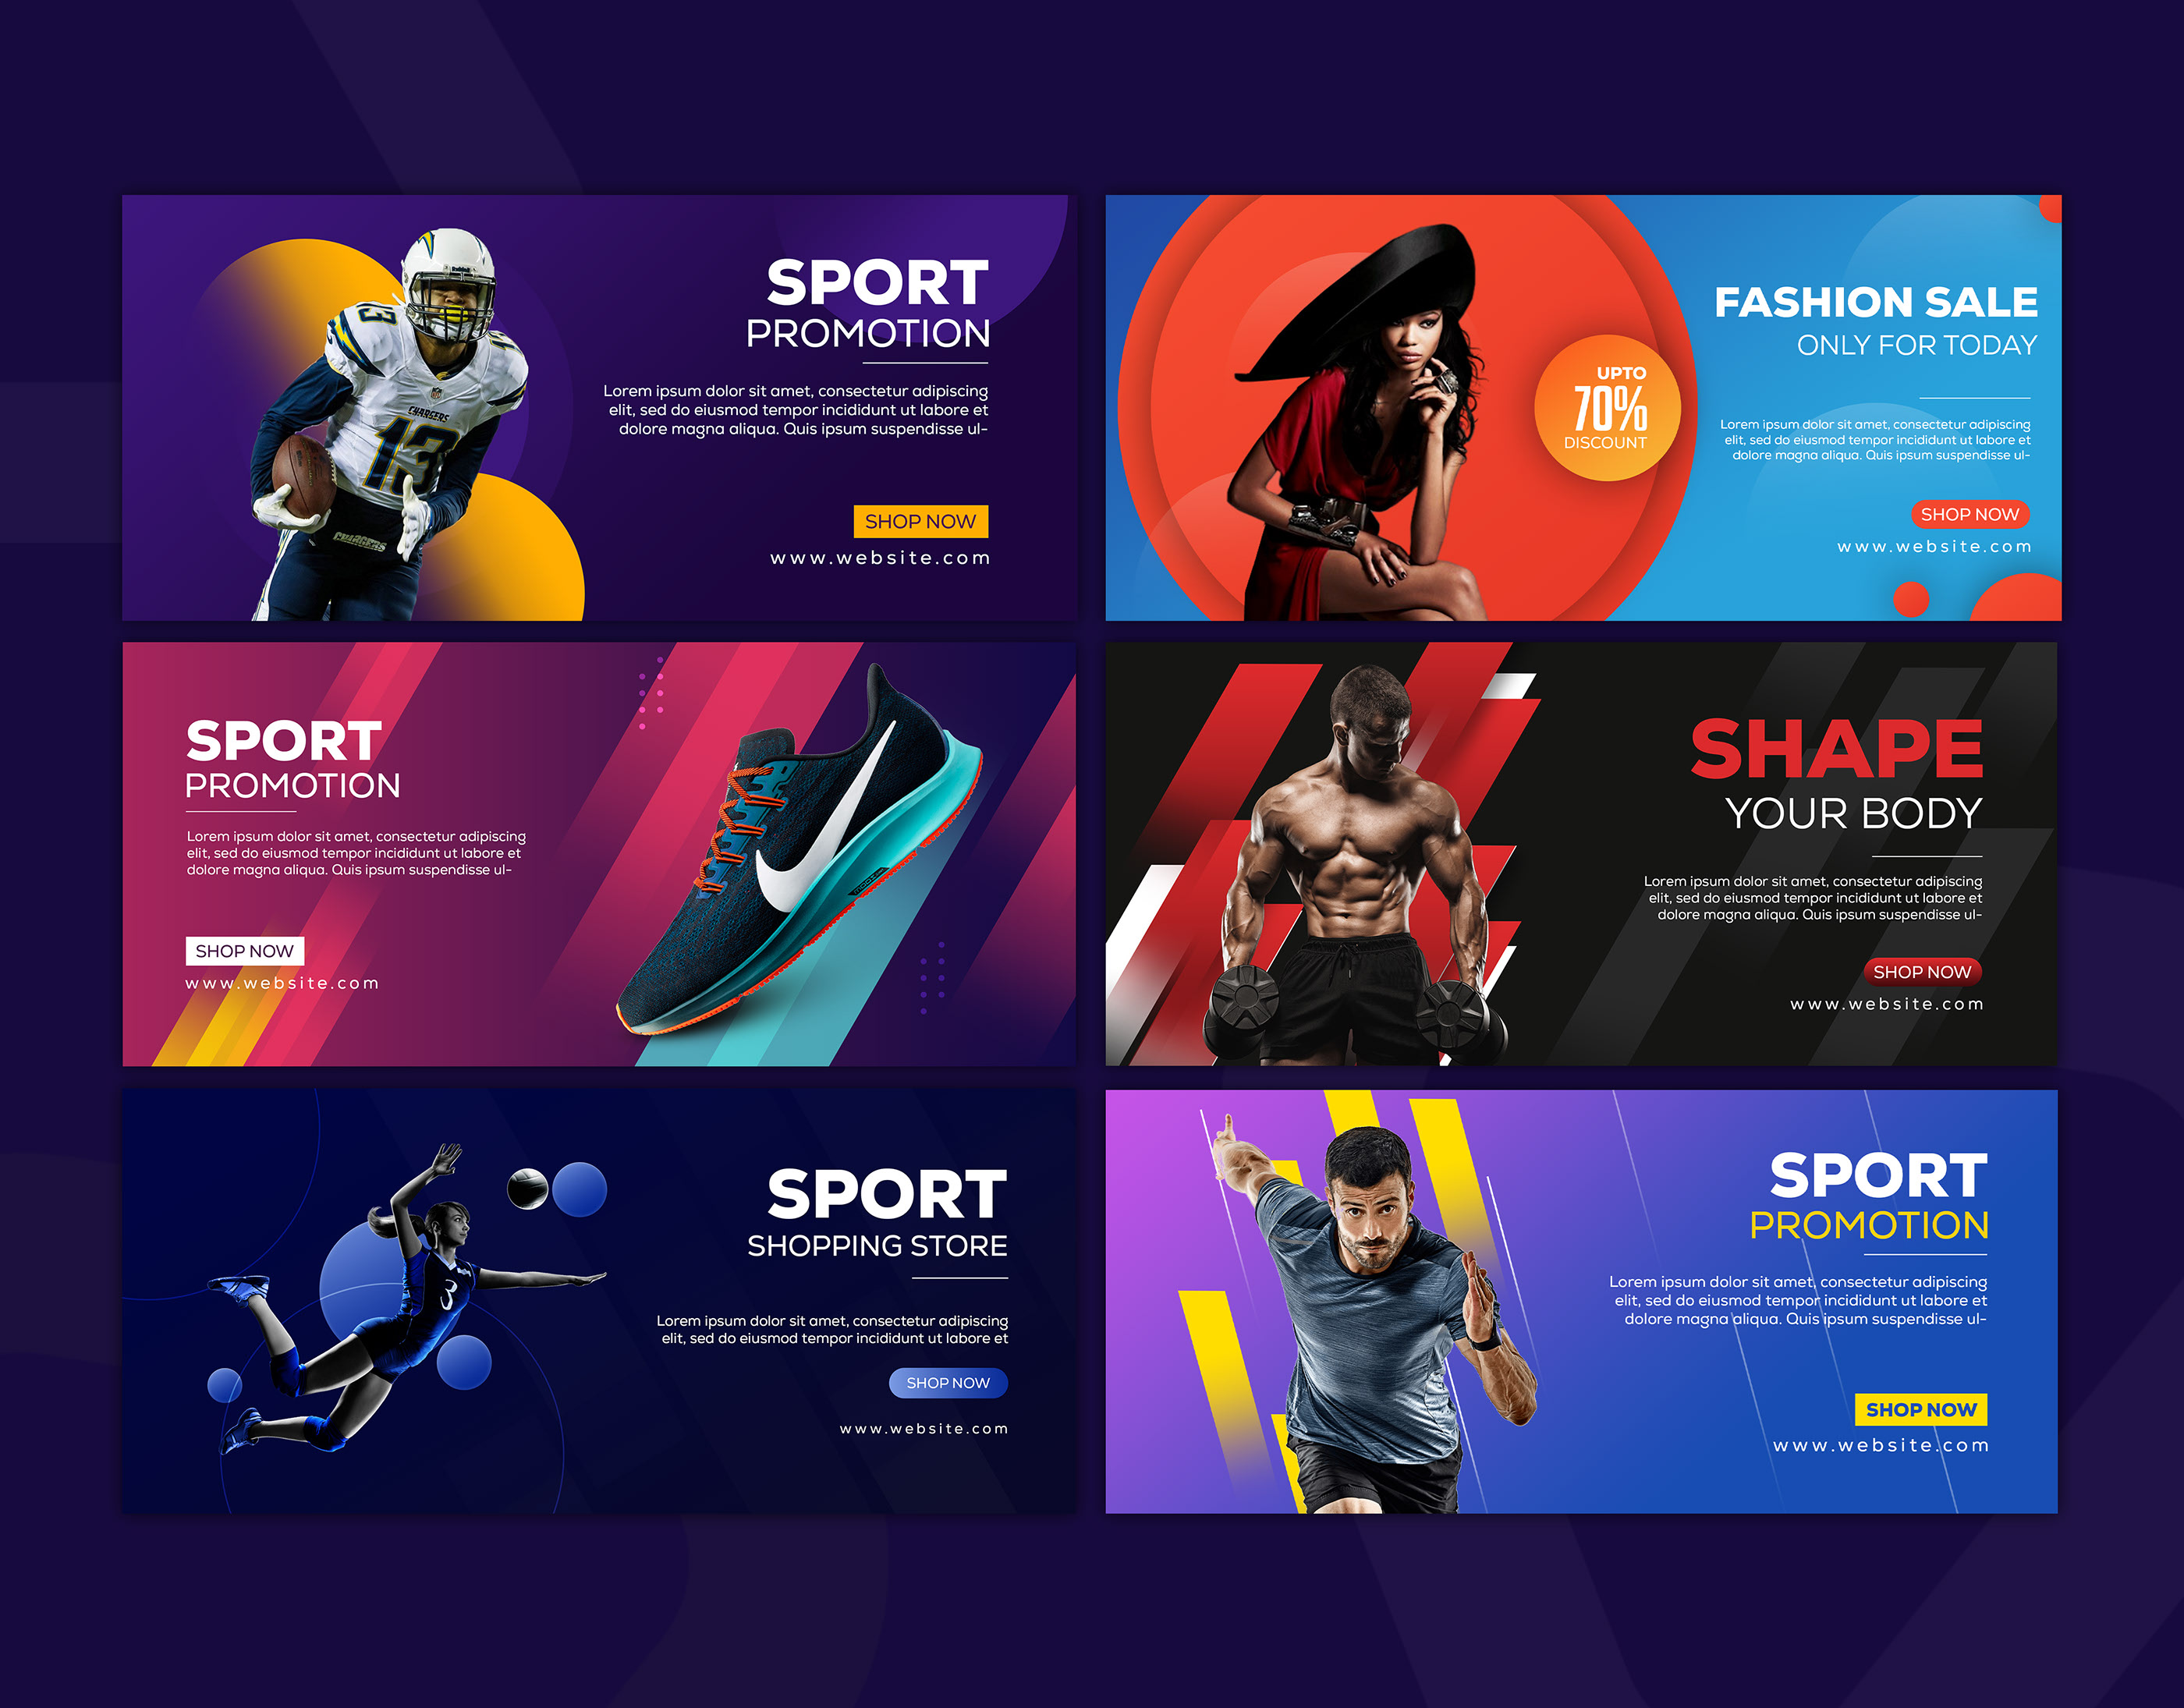 SPORT
PROMOTION
Lorem ipsum dolor sit amet, consectetur adipiscing
elit, sed do eiusmod tempor incididunt ut labore et
dolore magna aliqua. Quis ipsum suspendisse ul-
SHOP NOW
www.website.com
Riddell
13
CHARGERS
13
CHARGERS
FASHION SALE
ONLY FOR TODAY
UPTO
70%
DISCOUNT
Lorem ipsum dolor sit amet, consectetur adipiscing
elit, sed do eiusmod tempor incididunt ut labore et
dolore magna aliqua. Quis ipsum suspendisse ul-
SHOP NOW
www.website.com
SPORT
PROMOTION
Lorem ipsum dolor sit amet, consectetur adipiscing
elit, sed do eiusmod tempor incididunt ut labore et
dolore magna aliqua. Quis ipsum suspendisse ul-
SHOP NOW
www.website.com
SHAPE
YOUR BODY
Lorem ipsum dolor sit amet, consectetur adipiscing
elit, sed do eiusmod tempor incididunt ut labore et
dolore magna aliqua. Quis ipsum suspendisse ul-
SHOP NOW
www.website.com
3
SPORT
SHOPPING STORE
Lorem ipsum dolor sit amet, consectetur adipiscing
elit, sed do eiusmod tempor incididunt ut labore et
SHOP NOW
www.website.com
SPORT
PROMOTION
Lorem ipsum dolor sit amet, consectetur adipiscing
elit, sed do eiusmod tempor incididunt ut labore et
dolore magna aliqua. Quis ipsum suspendisse ul-
SHOP NOW
www.website.com